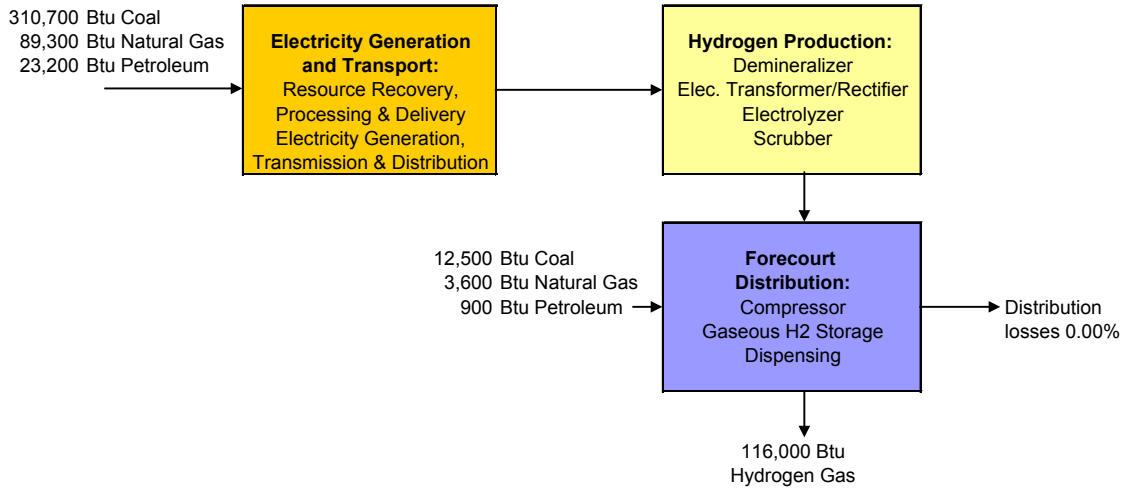 310,700 Btu Coal
89,300 Btu Natural Gas
23,200 Btu Petroleum
Electricity Generation
and Transport:
Resource Recovery,
Processing & Delivery
Electricity Generation,
Transmission & Distribution
Hydrogen Production:
Demineralizer
Elec. Transformer/Rectifier
Electrolyzer
Scrubber
12,500 Btu Coal
3,600 Btu Natural Gas
900 Btu Petroleum
Forecourt
Distribution:
Compressor
Gaseous H2 Storage
Dispensing
Distribution
losses 0.00%
116,000 Btu
Hydrogen Gas